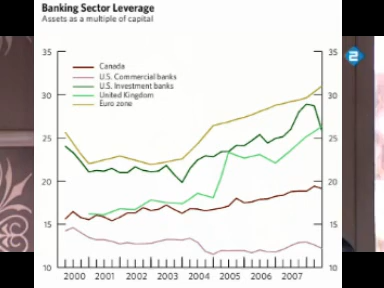 Banking Sector Leverage
Assets as a multiple of capital
35 35
Canada
U.S. Commercial banks
U.S. Investment banks
United Kingdom
Euro zone
30 30
25 25
20 20
15 15
10 10
2000 2001 2002 2003 2004 2005 2006 2007
2